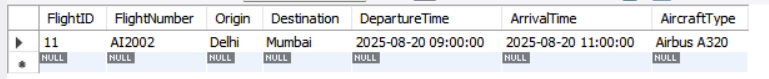 FlightID FlightNumber Origin Destination DepartureTime ArrivalTime AircraftType
11 AI2002 Delhi Mumbai 2025-08-20 09:00:00 2025-08-20 11:00:00 Airbus A320
NULL NULL NULL NULL NULL NULL NULL